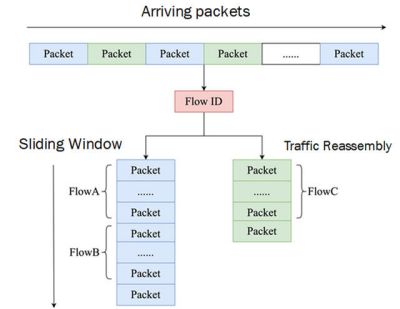 Arriving packets
Packet Packet Packet Packet ...... Packet
Flow ID
Sliding Window
Traffic Reassembly
FlowA
Packet
......
Packet
FlowB
Packet
......
Packet
Packet
Packet
......
Packet
Packet
FlowC